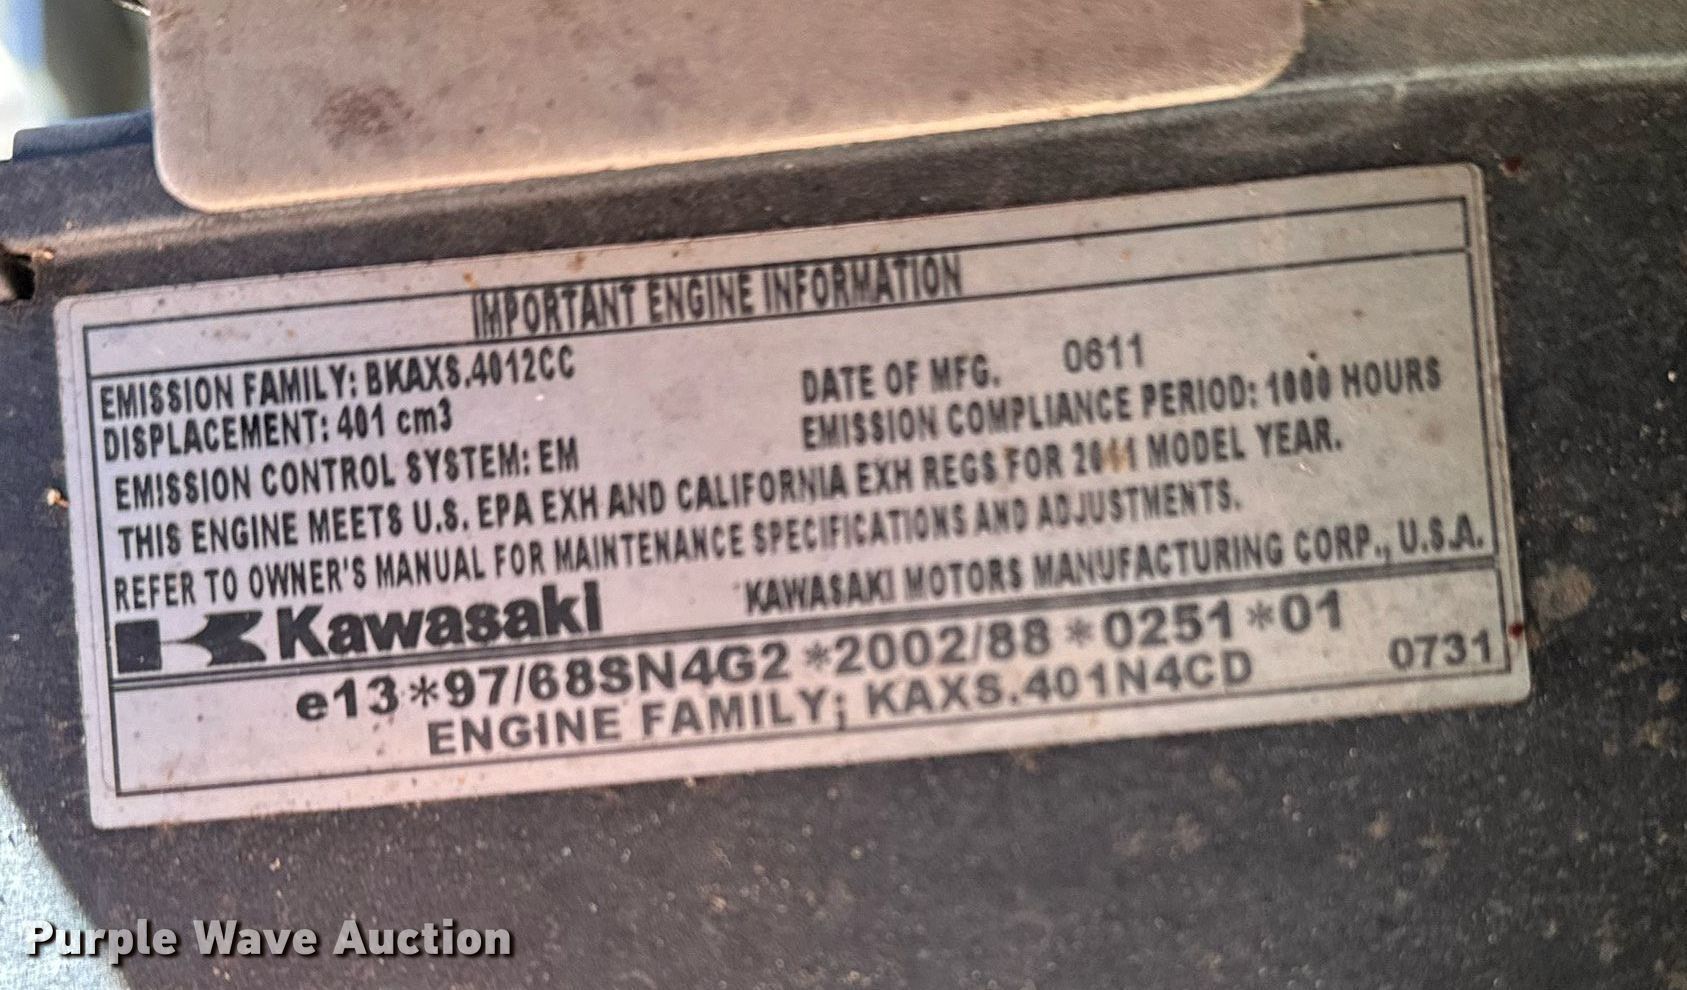 IMPORTANT ENGINE INFORMATION
EMISSION FAMILY: BKAXS.4012CC
DATE OF MFG. 0611
DISPLACEMENT: 401 cm3
EMISSION COMPLIANCE PERIOD: 1000 HOURS
EMISSION CONTROL SYSTEM: EM
THIS ENGINE MEETS U.S. EPA EXH AND CALIFORNIA EXH REGS FOR 2011 MODEL YEAR.
REFER TO OWNER'S MANUAL FOR MAINTENANCE SPECIFICATIONS AND ADJUSTMENTS.
Kawasaki KAWASAKI MOTORS MANUFACTURING CORP., U.S.A.
e13*97/68SN4G2*2002/88*0251*01
ENGINE FAMILY; KAXS.401N4CD 0731
Purple Wave Auction